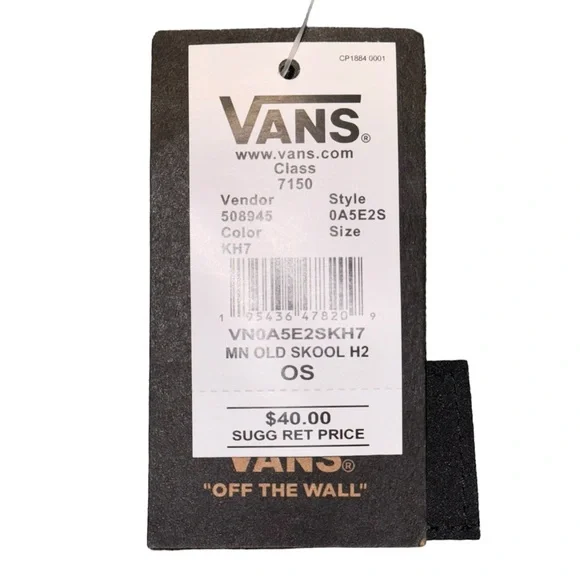 CP1884 0001
VANS®
www.vans.com
Class
7150
Vendor Style
508945 0A5E2S
Color Size
KH7
1 95436 47820 9
VN0A5E2SKH7
MN OLD SKOOL H2
OS
$40.00
SUGG RET PRICE
VANS®
"OFF THE WALL"